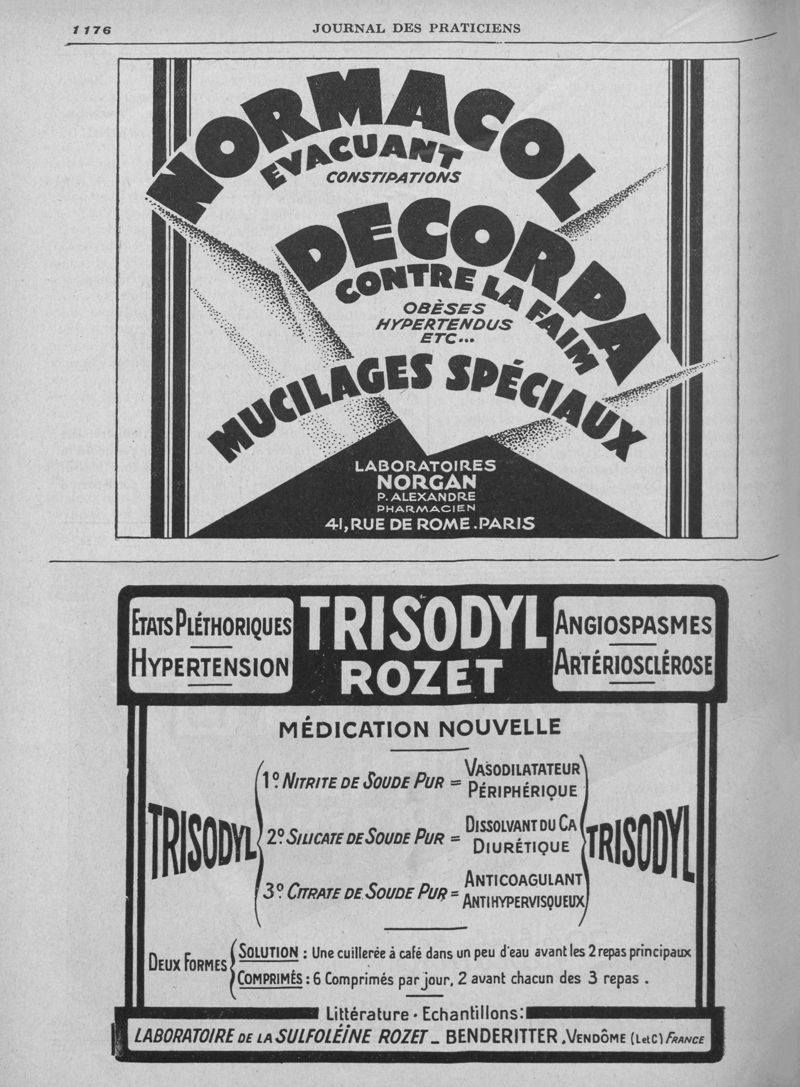 1176
JOURNAL DES PRATICIENS
NORMACOL
EVACUANT
CONSTIPATIONS
DÉCORPA
CONTRE LA FAIM
OBÈSES
HYPERTENDUS
ETC...
MUCILAGES SPÉCIAUX
LABORATOIRES
NORGAN
P. ALEXANDRE
PHARMACIEN
41, RUE DE ROME. PARIS
ETATS PLÉTHORIQUES
HYPERTENSION
TRISODYL
ROZET
ANGIOSPASMES
ARTÉRIOSCLÉROSE
MÉDICATION NOUVELLE
TRISODYL
1º. NITRITE DE SOUDE PUR = VASODILATATEUR
PÉRIPHÉRIQUE
2º. SILICATE DE SOUDE PUR = DISSOLVANT DU CA
DIURÉTIQUE
3º CITRATE DE SOUDE PUR = ANTICOAGULANT
ANTIHYPERVISQUEUX
TRISODYL
DEUX FORMES
SOLUTION : Une cuillerée à café dans un peu d'eau avant les 2 repas principaux
COMPRIMÉS : 6 Comprimés par jour, 2 avant chacun des 3 repas .
Littérature - Echantillons:
LABORATOIRE DE LA SULFOLÉINE ROZET _ BENDERITTER , VENDÔME (L et C) FRANCE